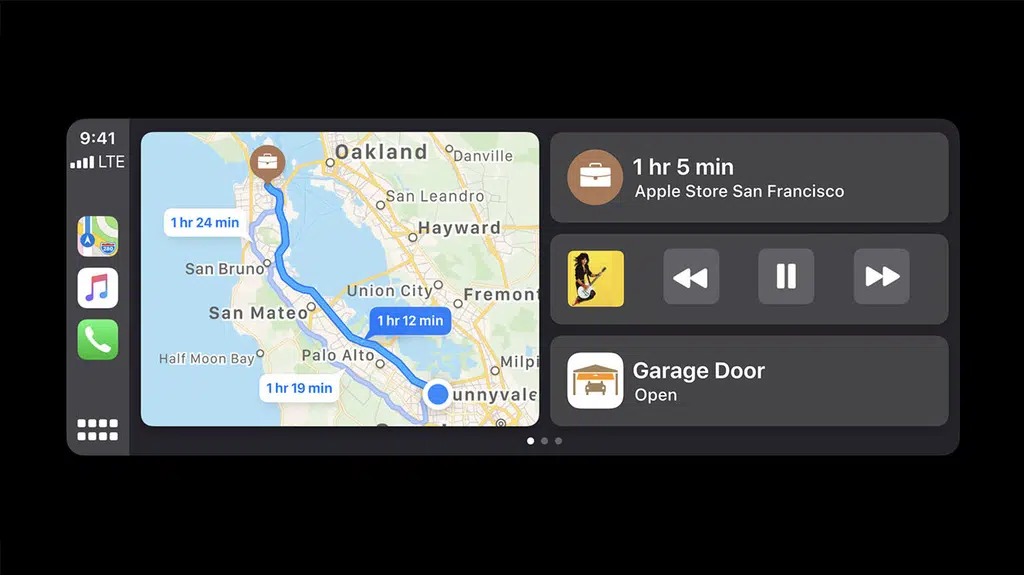 9:41
LTE
280
Oakland
Danville
San Leandro
1 hr 24 min
Hayward
San Bruno
Union City
Fremont
San Mateo
1 hr 12 min
Half Moon Bay
Palo Alto
Milpi
1 hr 19 min
unnyvale
1 hr 5 min
Apple Store San Francisco
Garage Door
Open